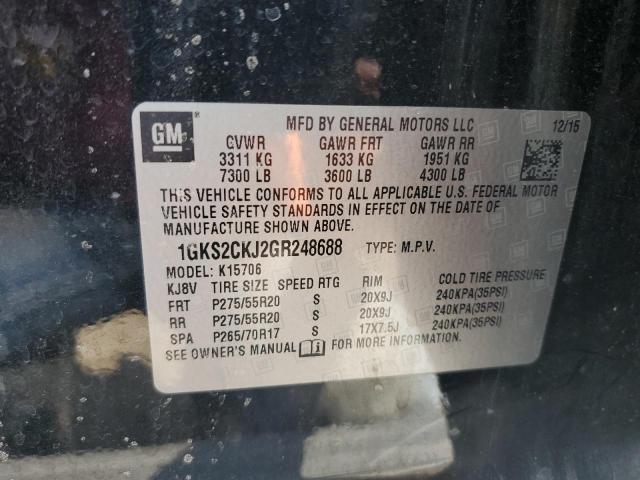 GM
®
MFD BY GENERAL MOTORS LLC 12/15
GVWR GAWR FRT GAWR RR
3311 KG 1633 KG 1951 KG
7300 LB 3600 LB 4300 LB
THIS VEHICLE CONFORMS TO ALL APPLICABLE U.S. FEDERAL MOTOR
VEHICLE SAFETY STANDARDS IN EFFECT ON THE DATE OF
MANUFACTURE SHOWN ABOVE.
1GKS2CKJ2GR248688 TYPE: M.P.V.
MODEL: K15706
KJ8V TIRE SIZE SPEED RTG RIM COLD TIRE PRESSURE
FRT P275/55R20 S 20X9J 240KPA(35PSI)
RR P275/55R20 S 20X9J 240KPA(35PSI)
SPA P265/70R17 S 17X7.5J 240KPA(35PSI)
SEE OWNER'S MANUAL FOR MORE INFORMATION.